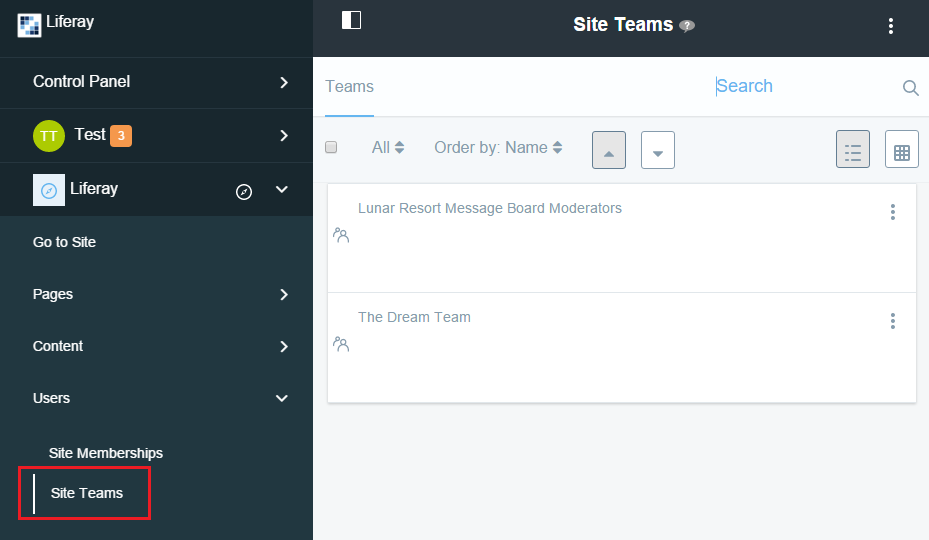 Liferay
Control Panel
TT Test 3
Liferay
Go to Site
Pages
Content
Users
Site Memberships
Site Teams
Site Teams ?
Teams
Search
All
Order by: Name
Lunar Resort Message Board Moderators
The Dream Team